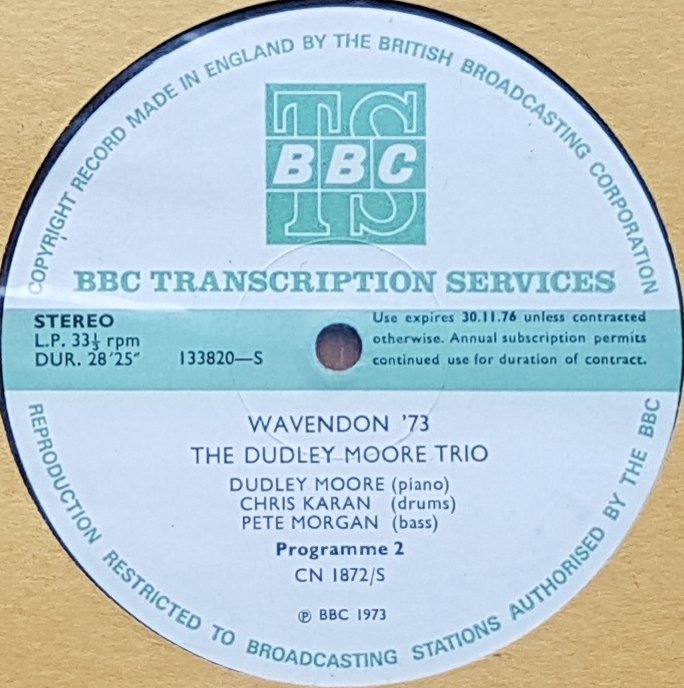 COPYRIGHT RECORD MADE IN ENGLAND BY THE BRITISH BROADCASTING CORPORATION
TS
BBC
BBC TRANSCRIPTION SERVICES
STEREO
L.P. 33⅓ rpm
DUR. 28'25"
133820—S
Use expires 30.11.76 unless contracted
otherwise. Annual subscription permits
continued use for duration of contract.
WAVENDON '73
THE DUDLEY MOORE TRIO
DUDLEY MOORE (piano)
CHRIS KARAN (drums)
PETE MORGAN (bass)
Programme 2
CN 1872/S
℗ BBC 1973
REPRODUCTION RESTRICTED TO BROADCASTING STATIONS AUTHORISED BY THE BBC